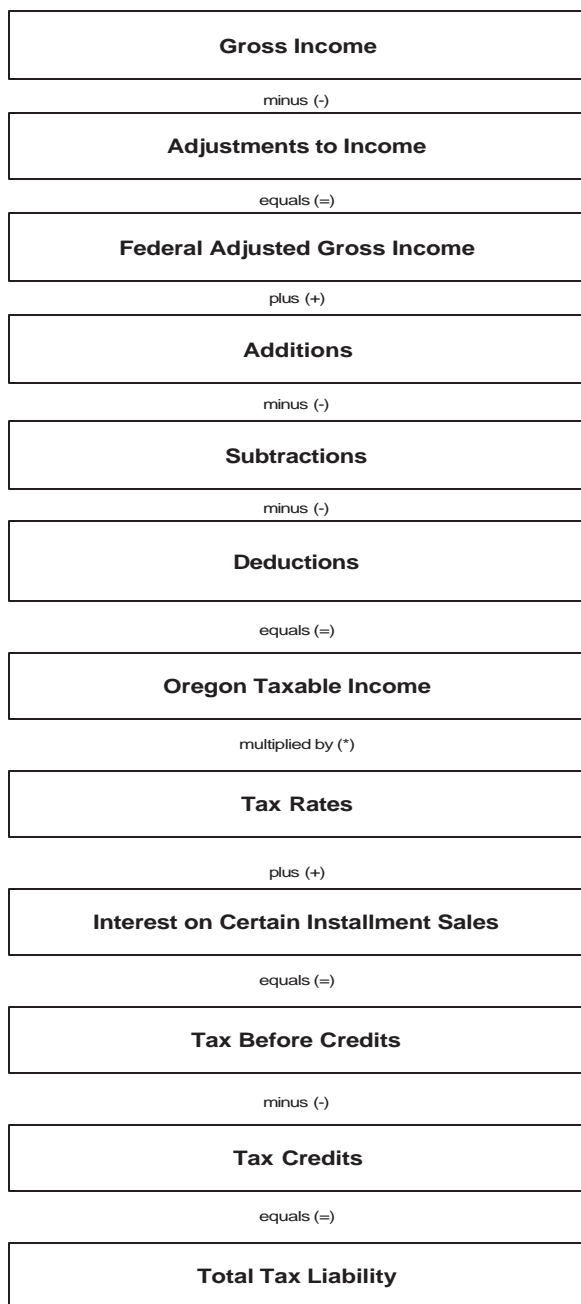 Gross Income
minus (-)
Adjustments to Income
equals (=)
Federal Adjusted Gross Income
plus (+)
Additions
minus (-)
Subtractions
minus (-)
Deductions
equals (=)
Oregon Taxable Income
multiplied by (*)
Tax Rates
plus (+)
Interest on Certain Installment Sales
equals (=)
Tax Before Credits
minus (-)
Tax Credits
equals (=)
Total Tax Liability